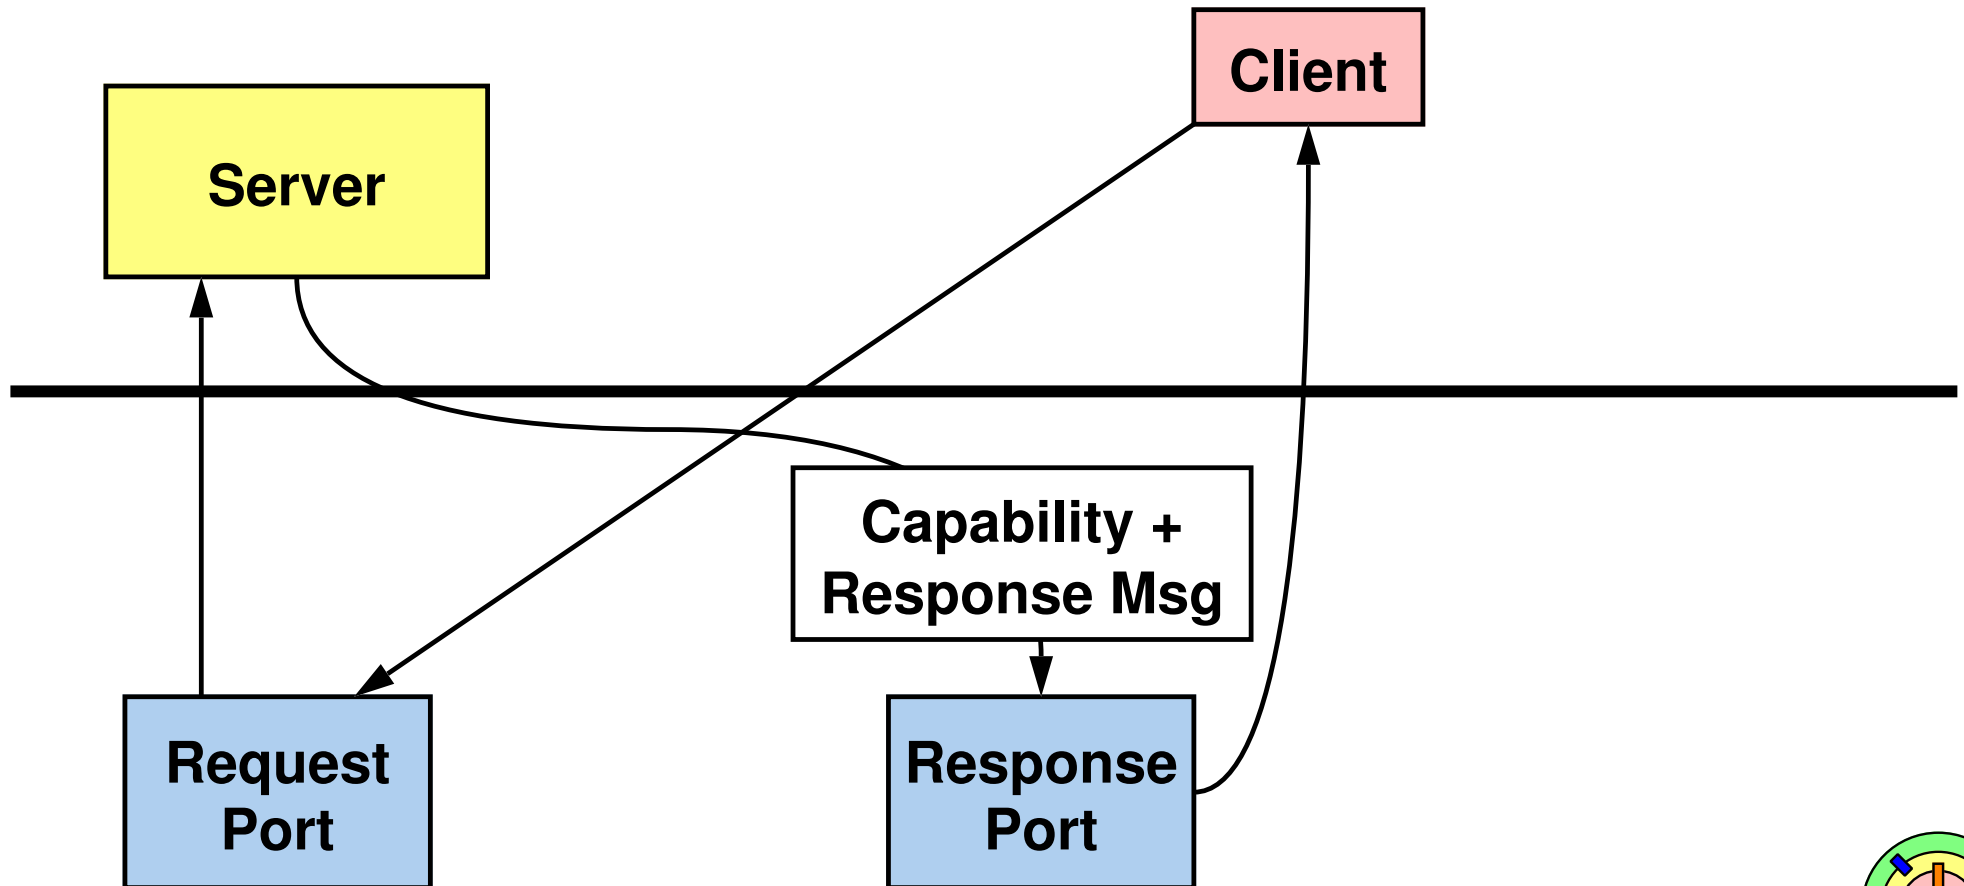 Client
Server
Capability +
Response Msg
Request
Port
Response
Port